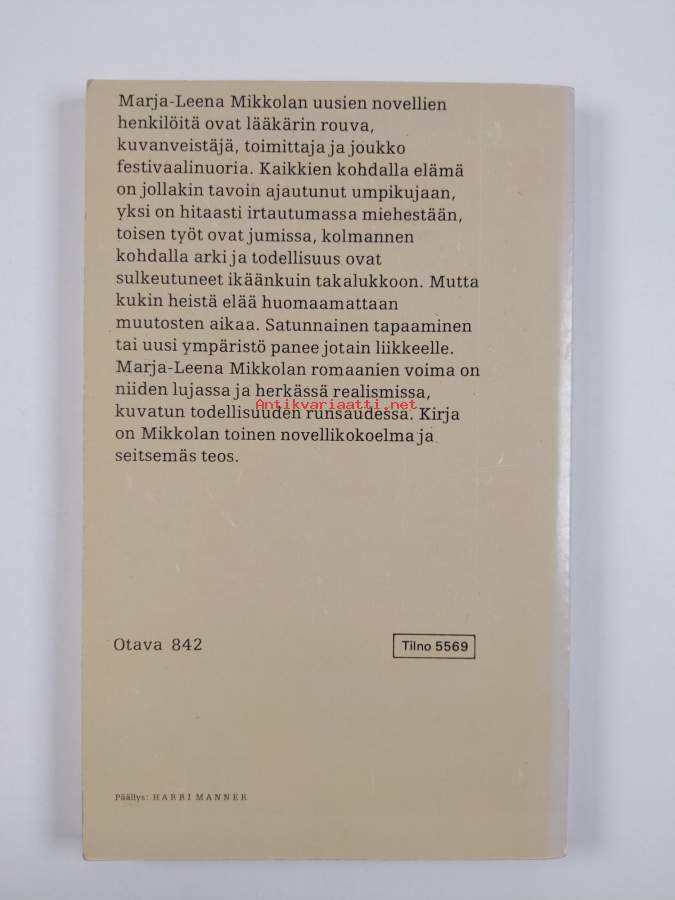 Marja-Leena Mikkolan uusien novellien
henkilöitä ovat lääkärin rouva,
kuvanveistäjä, toimittaja ja joukko
festivaalinuoria. Kaikkien kohdalla elämä
on jollakin tavoin ajautunut umpikujaan,
yksi on hitaasti irtautumassa miehestään,
toisen työt ovat jumissa, kolmannen
kohdalla arki ja todellisuus ovat
sulkeutuneet ikäänkuin takalukkoon. Mutta
kukin heistä elää huomaamattaan
muutosten aikaa. Satunnainen tapaaminen
tai uusi ympäristö panee jotain liikkeelle.
Marja-Leena Mikkolan romaanien voima on
niiden lujassa ja herkässä realismissa,
Antikvariaatti.net
kuvatun todellisuuden runsaudessa. Kirja
on Mikkolan toinen novellikokoelma ja
seitsemäs teos.
Otava 842
Tilno 5569
Päällys: HARRI MANNER